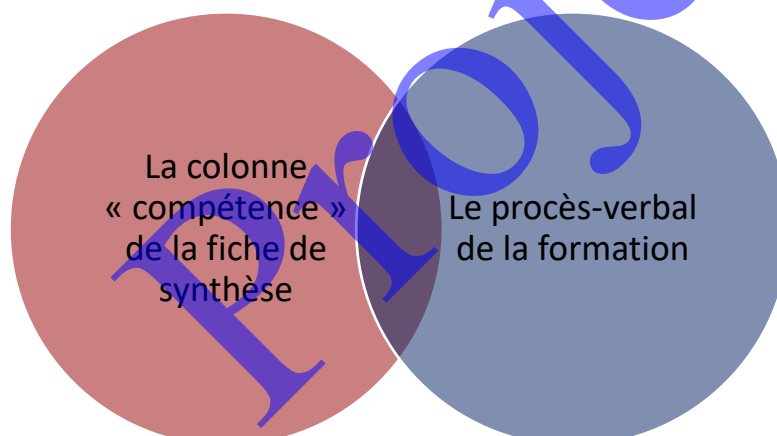 La colonne
« compétence »
de la fiche de
synthèse
Le procès-verbal
de la formation
Proj